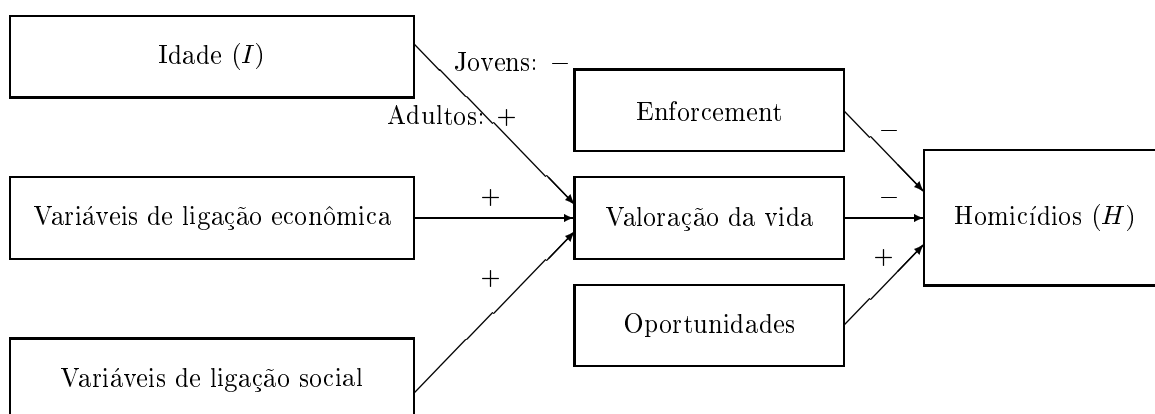 Idade (I)
Jovens: −
Adultos: +
Enforcement
−
Variáveis de ligação econômica
+
Valoração da vida
−
Homicídios (H)
+
+
Oportunidades
Variáveis de ligação social